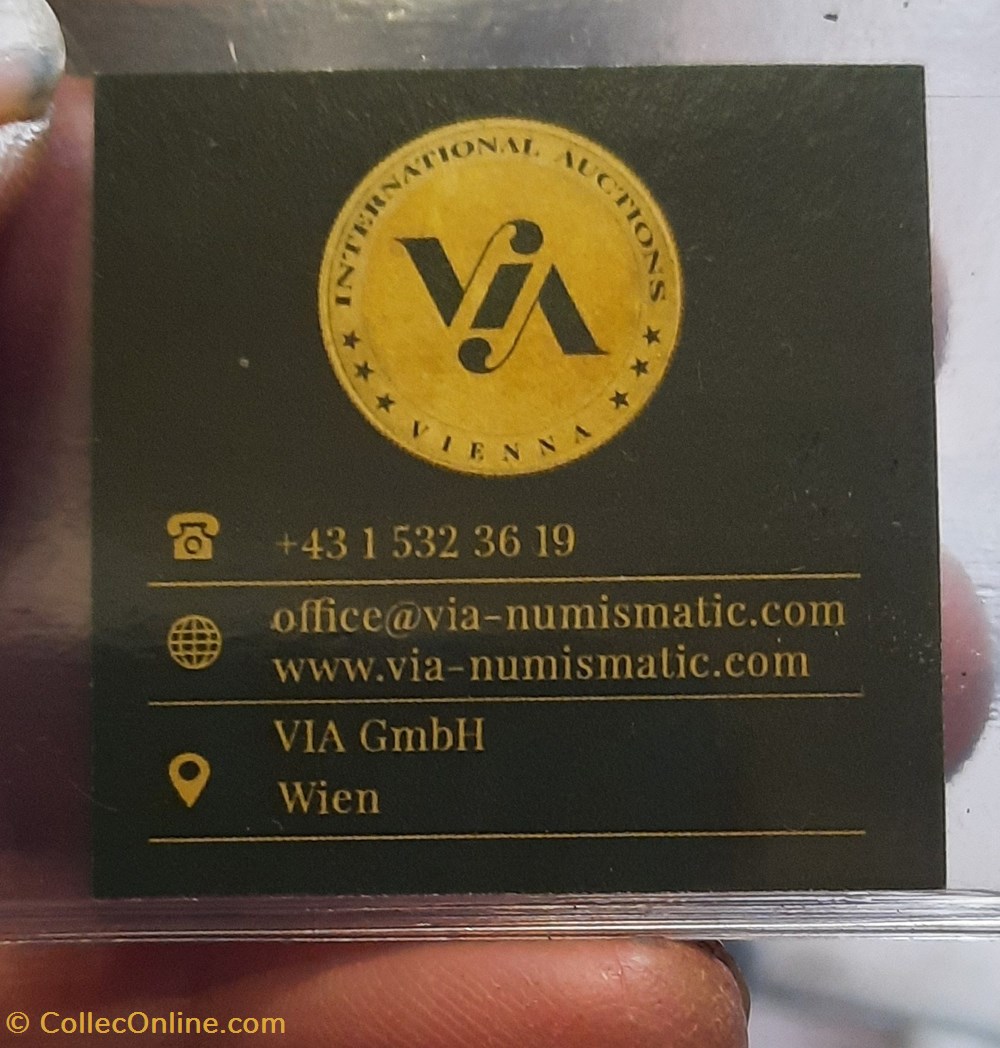 INTERNATIONAL AUCTIONS
VIA
VIENNA
+43 1 532 36 19
office@via-numismatic.com
www.via-numismatic.com
VIA GmbH
Wien
© CollecOnline.com